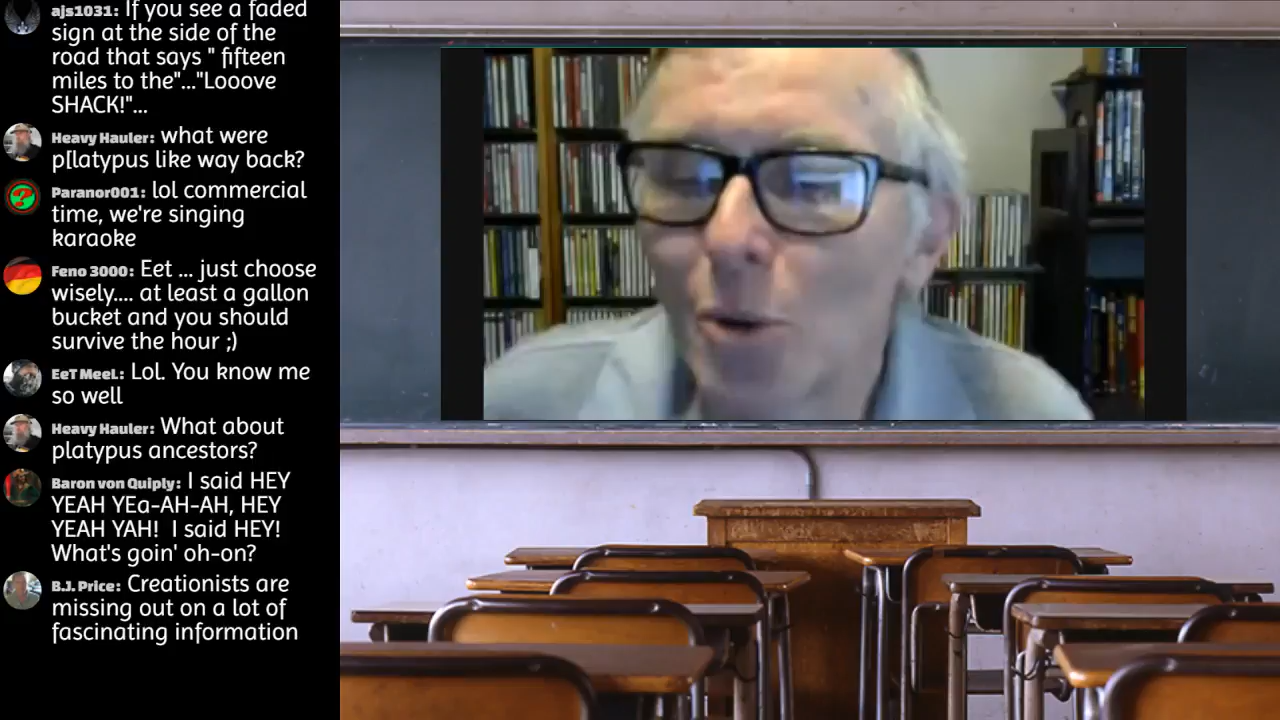 ajs1031: If you see a faded
sign at the side of the
road that says " fifteen
miles to the"..."Looove
SHACK!"...
Heavy Hauler: what were
p[latypus like way back?
Paranor001: lol commercial
time, we're singing
karaoke
Feno 3000: Eet ... just choose
wisely.... at least a gallon
bucket and you should
survive the hour ;)
EeT MeeL: Lol. You know me
so well
Heavy Hauler: What about
platypus ancestors?
Baron von Quiply: I said HEY
YEAH YEa-AH-AH, HEY
YEAH YAH! I said HEY!
What's goin' oh-on?
B.J. Price: Creationists are
missing out on a lot of
fascinating information